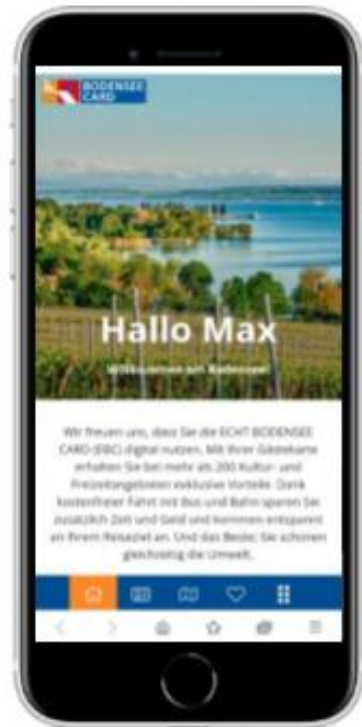 BODENSEE
CARD
Hallo Max
Willkommen am Bodensee
Wir freuen uns, dass Sie die ECHT BODENSEE
CARD (EBC) digital nutzen. Mit Ihrer Gästekarte
erhalten Sie bei mehr als 200 Kultur- und
Freizeitangeboten exklusive Vorteile. Dank
kostenfreier Fahrt mit Bus und Bahn sparen Sie
zusätzlich Zeit und Geld und kommen entspannt
an Ihrem Reiseziel an. Und das Beste: Sie schonen
gleichzeitig die Umwelt.